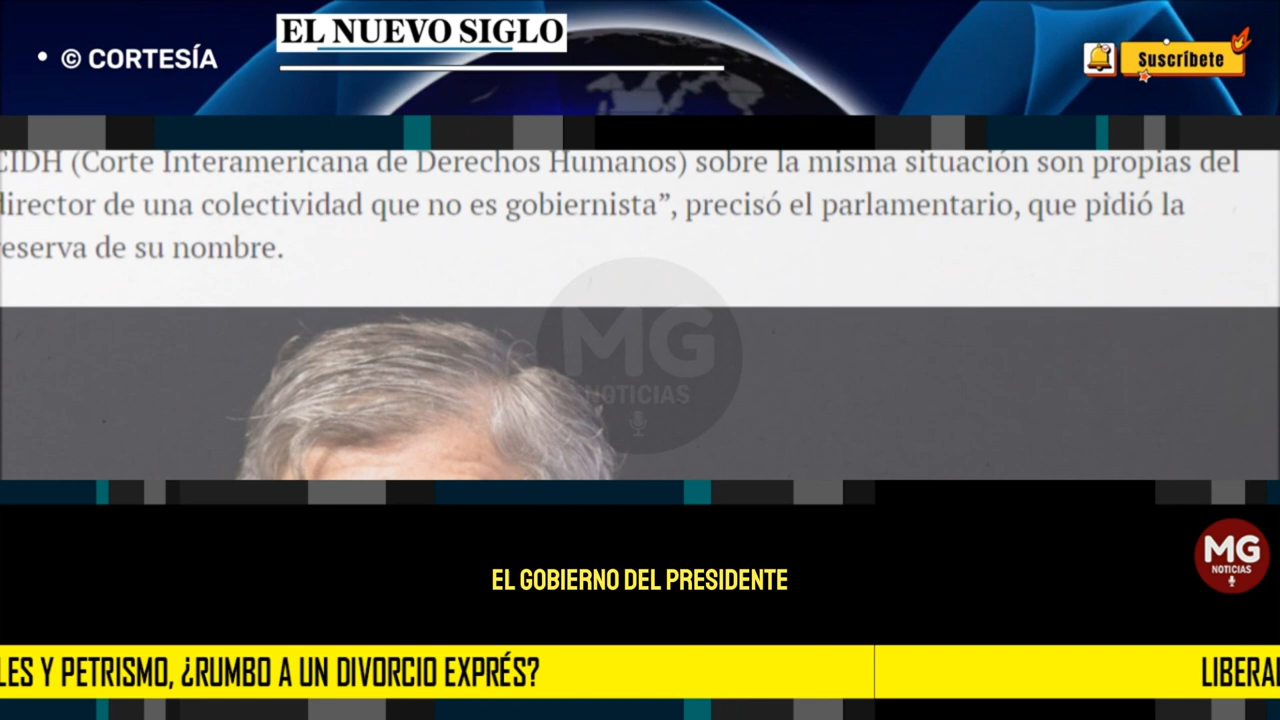 © CORTESÍA
EL NUEVO SIGLO
Suscríbete
CIDH (Corte Interamericana de Derechos Humanos) sobre la misma situación son propias del
director de una colectividad que no es gobiernista”, precisó el parlamentario, que pidió la
reserva de su nombre.
MG
NOTICIAS
EL GOBIERNO DEL PRESIDENTE
MG
NOTICIAS
LES Y PETRISMO, ¿RUMBO A UN DIVORCIO EXPRÉS?
LIBERAL